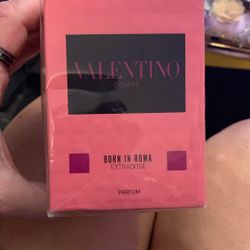 VALENTINO
DONNA
BORN IN ROMA
EXTRADOSE
PARFUM